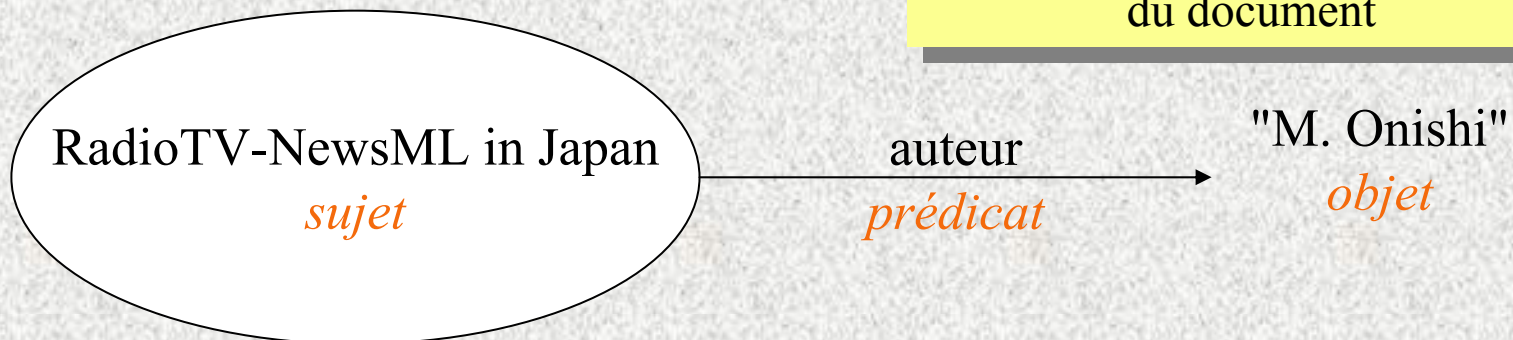 du document
RadioTV-NewsML in Japan
sujet
auteur
prédicat
"M. Onishi"
objet